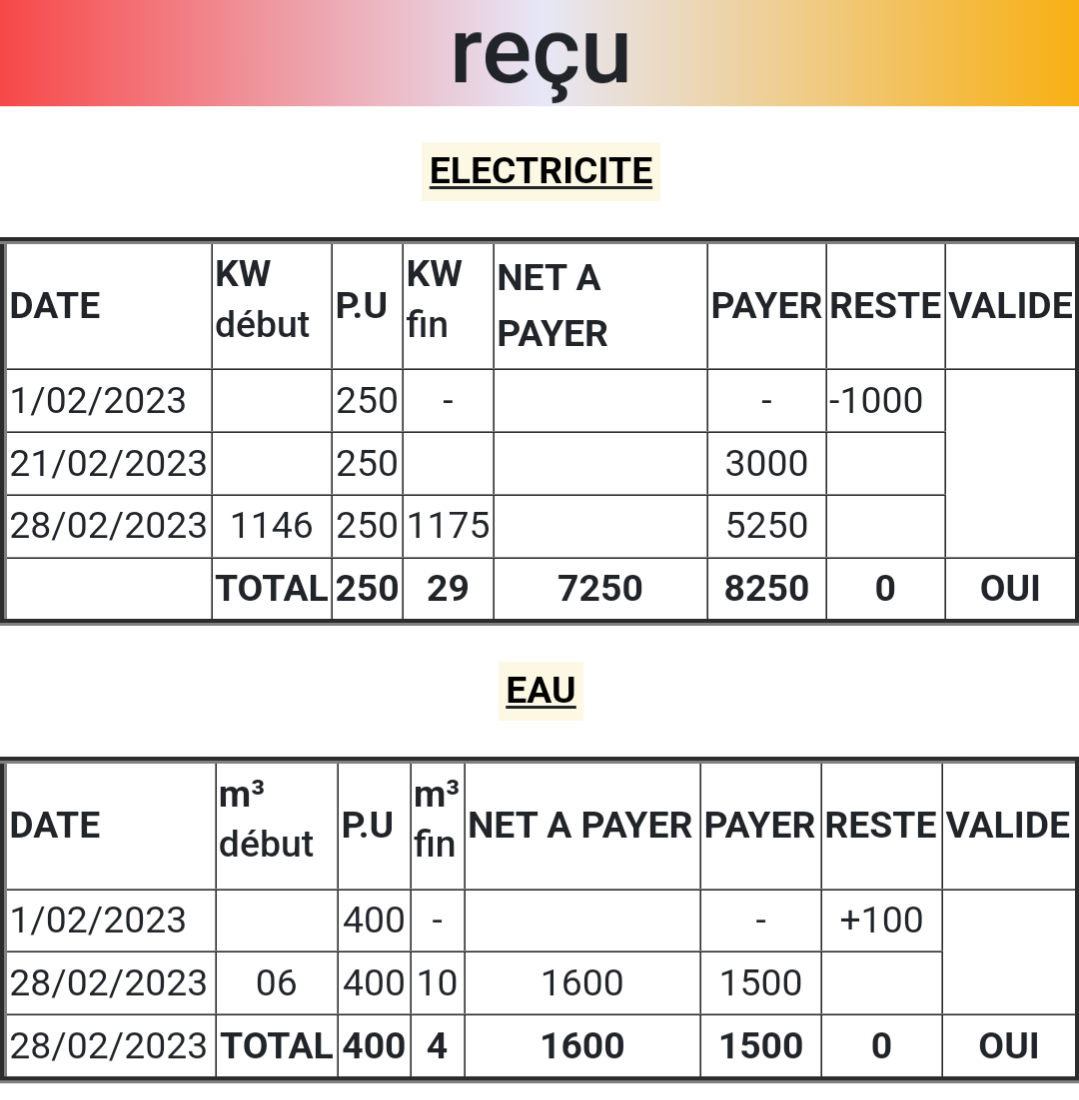 reçu
ELECTRICITE
DATE KW début P.U KW fin NET A PAYER PAYER RESTE VALIDE
1/02/2023 250 - - -1000
21/02/2023 250 3000
28/02/2023 1146 250 1175 5250
TOTAL 250 29 7250 8250 0 OUI
EAU
DATE m³ début P.U m³ fin NET A PAYER PAYER RESTE VALIDE
1/02/2023 400 - - +100
28/02/2023 06 400 10 1600 1500
28/02/2023 TOTAL 400 4 1600 1500 0 OUI